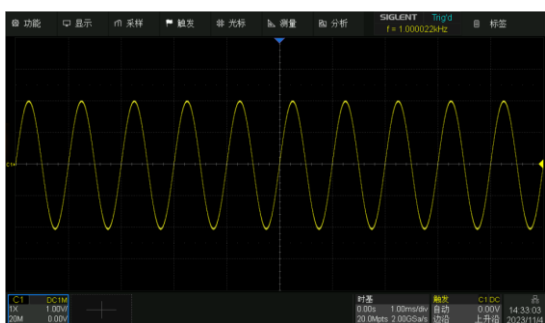 功能 显示 采样 触发 光标 测量 分析 SIGLENT Trig'd 标签
f = 1.000022kHz
C1
C1 DC1M
1X 1.00V/
20M 0.00V
时基
0.00s 1.00ms/div
20.0Mpts 2.00GSa/s
触发 C1 DC
自动 0.00V
边沿 上升沿
14:33:03
2023/11/4